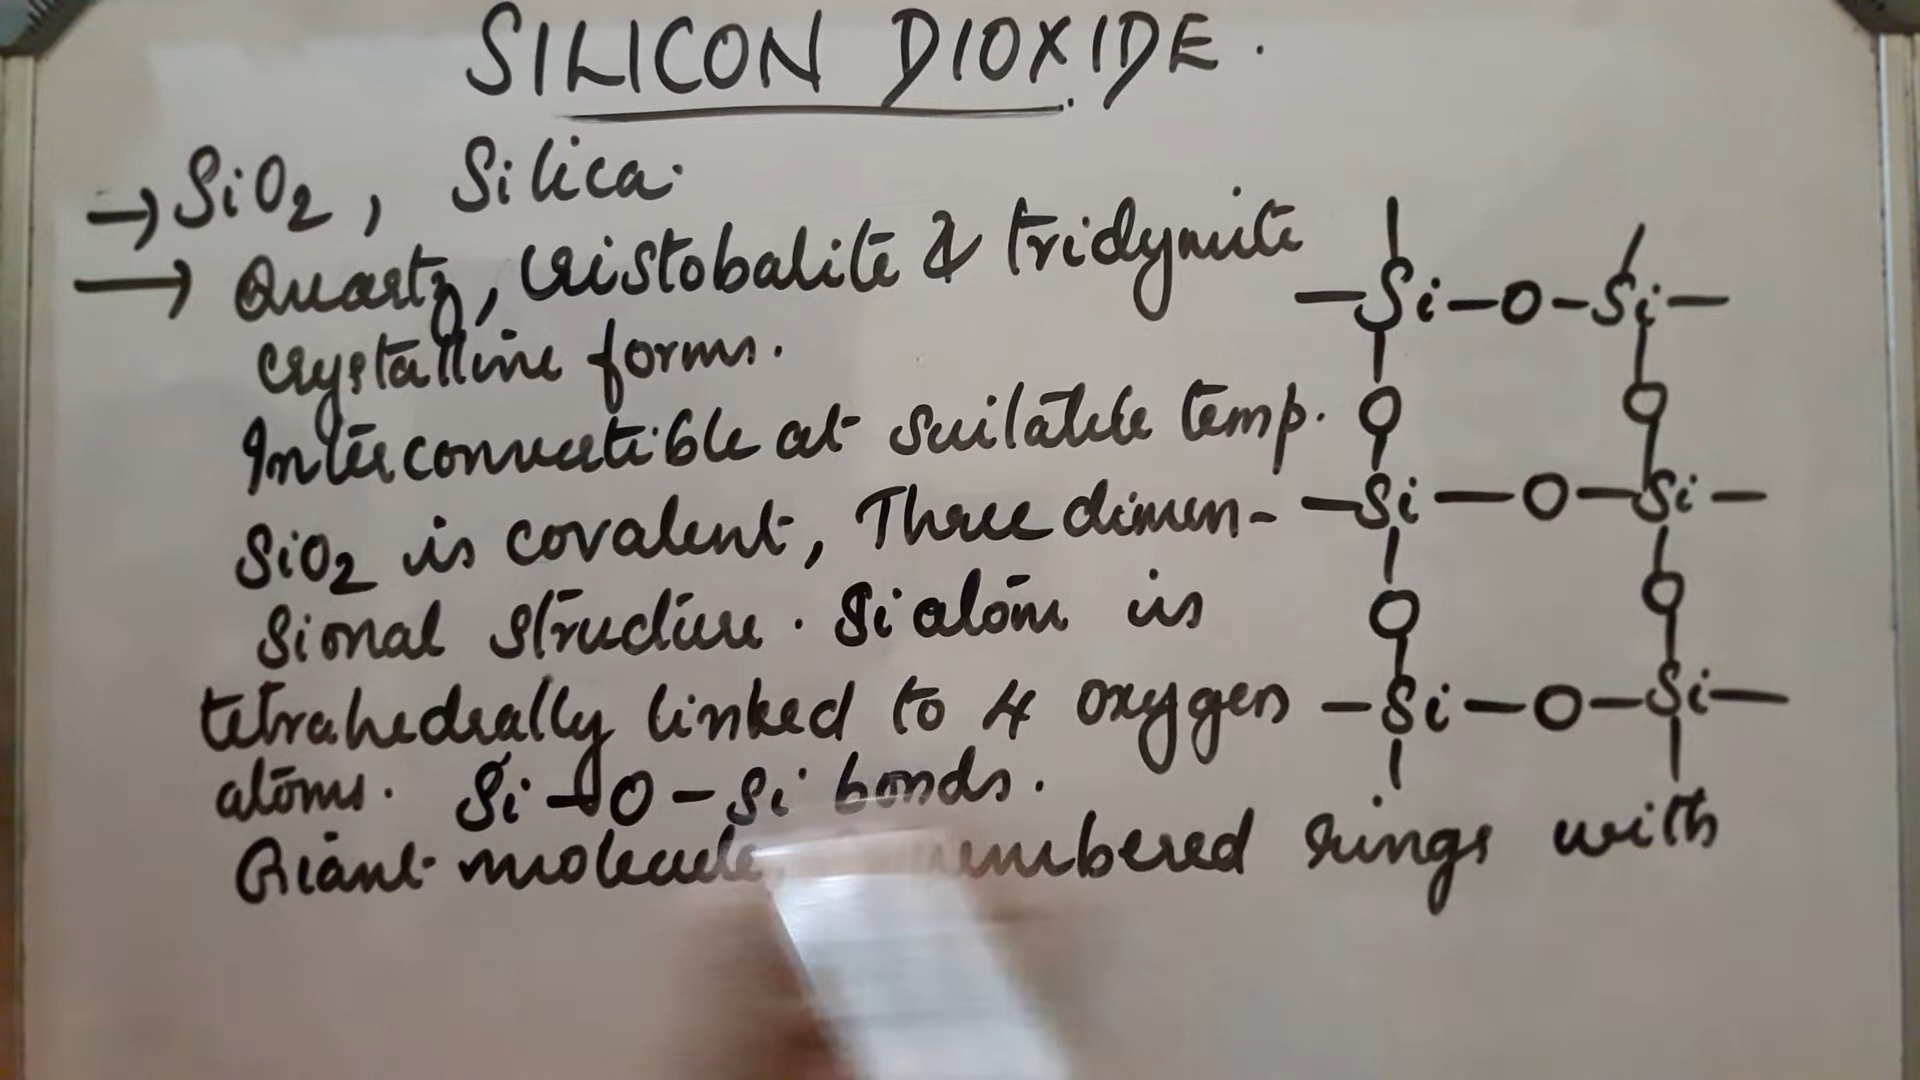 SILICON DIOXIDE.
→ SiO2, Silica.
→ Quartz, cristobalite & tridymite
crystalline forms.
Interconvertible at suitable temp.
SiO2 is covalent, Three dimen-
sional structure. Si atom is
tetrahedrally linked to 4 oxygen
atoms. Si-O-Si bonds.
Giant molecule membered rings with
-Si-O-Si-
O O
-Si-O-Si-
O O
-Si-O-Si-